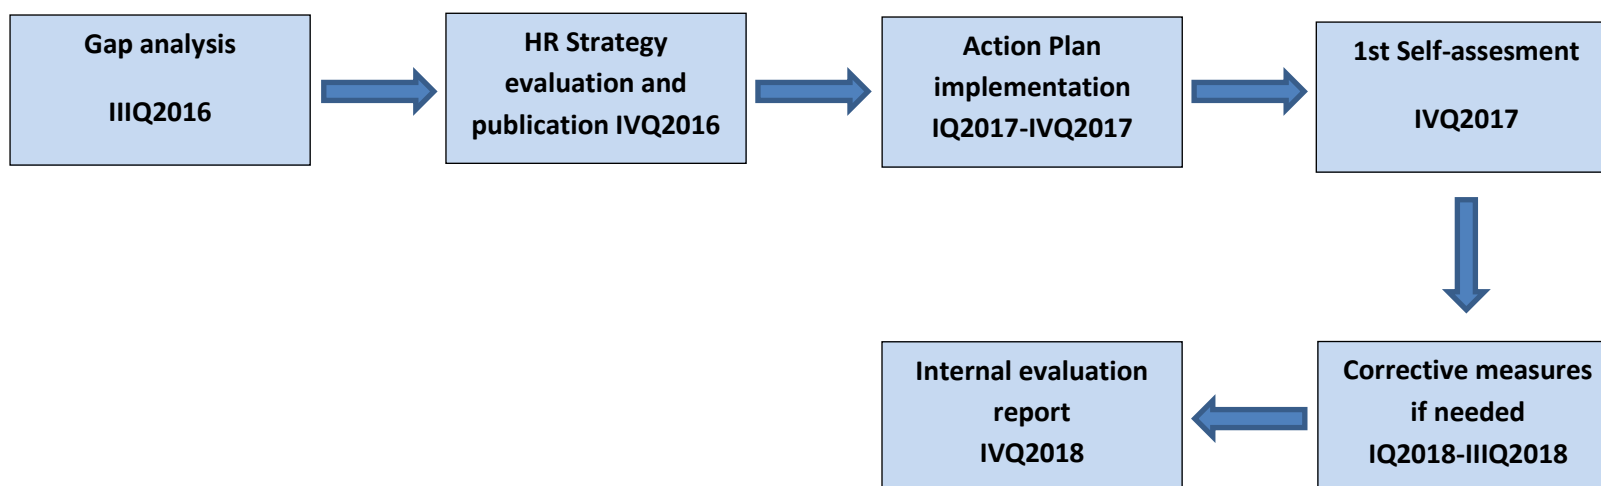 Gap analysis
IIIQ2016
HR Strategy
evaluation and
publication IVQ2016
Action Plan
implementation
IQ2017-IVQ2017
1st Self-assesment
IVQ2017
Corrective measures
if needed
IQ2018-IIIQ2018
Internal evaluation
report
IVQ2018